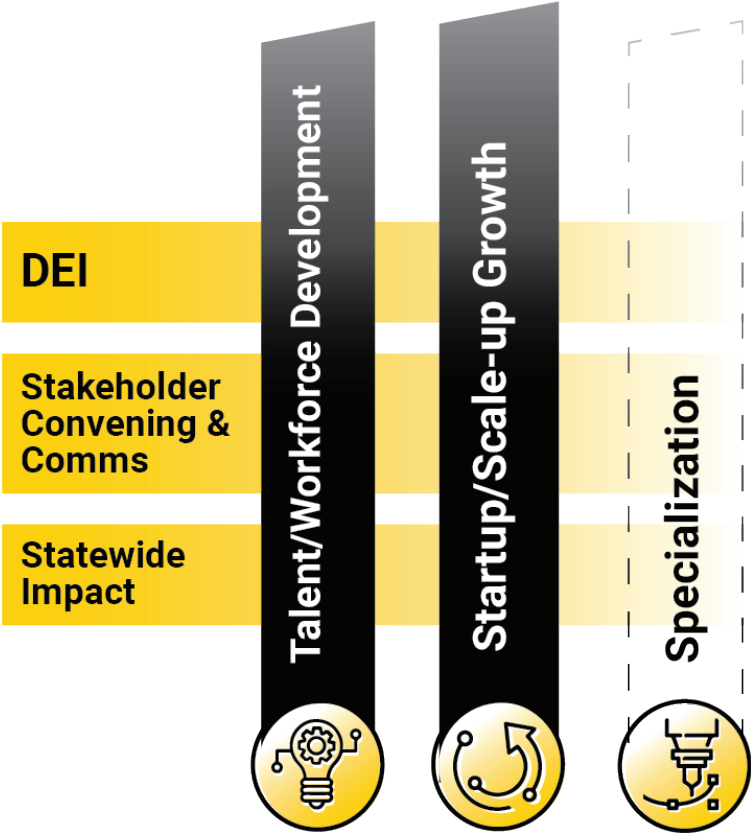 DEI
Stakeholder
Convening &
Comms
Statewide
Impact
Talent/Workforce Development
Startup/Scale-up Growth
Specialization